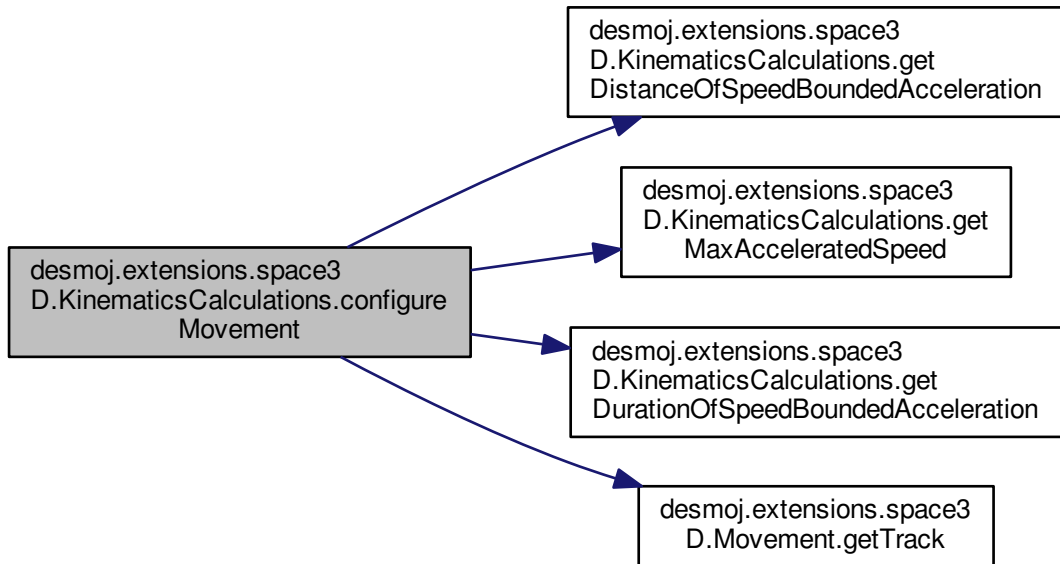 desmoj.extensions.space3
D.KinematicsCalculations.get
DistanceOfSpeedBoundedAcceleration
desmoj.extensions.space3
D.KinematicsCalculations.get
MaxAcceleratedSpeed
desmoj.extensions.space3
D.KinematicsCalculations.configure
Movement
desmoj.extensions.space3
D.KinematicsCalculations.get
DurationOfSpeedBoundedAcceleration
desmoj.extensions.space3
D.Movement.getTrack